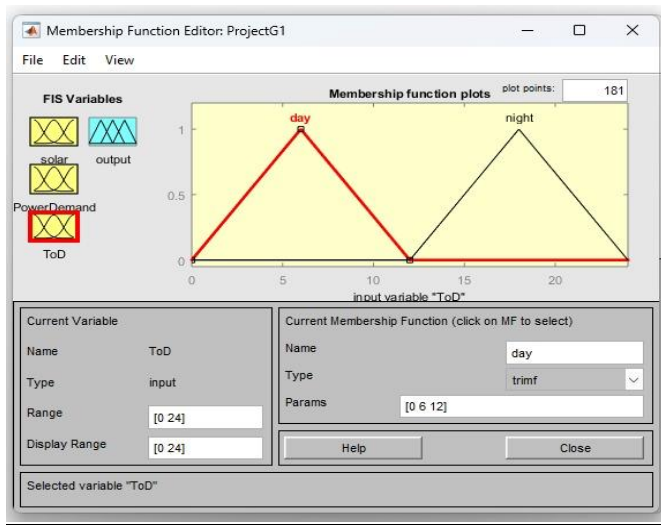 Membership Function Editor: ProjectG1
File Edit View
FIS Variables
solar output
PowerDemand
ToD
Membership function plots plot points: 181
day night
1
0.5
0
0 5 10 15 20
input variable "ToD"
Current Variable
Name ToD
Type input
Range [0 24]
Display Range [0 24]
Current Membership Function (click on MF to select)
Name day
Type trimf
Params [0 6 12]
Help Close
Selected variable "ToD"